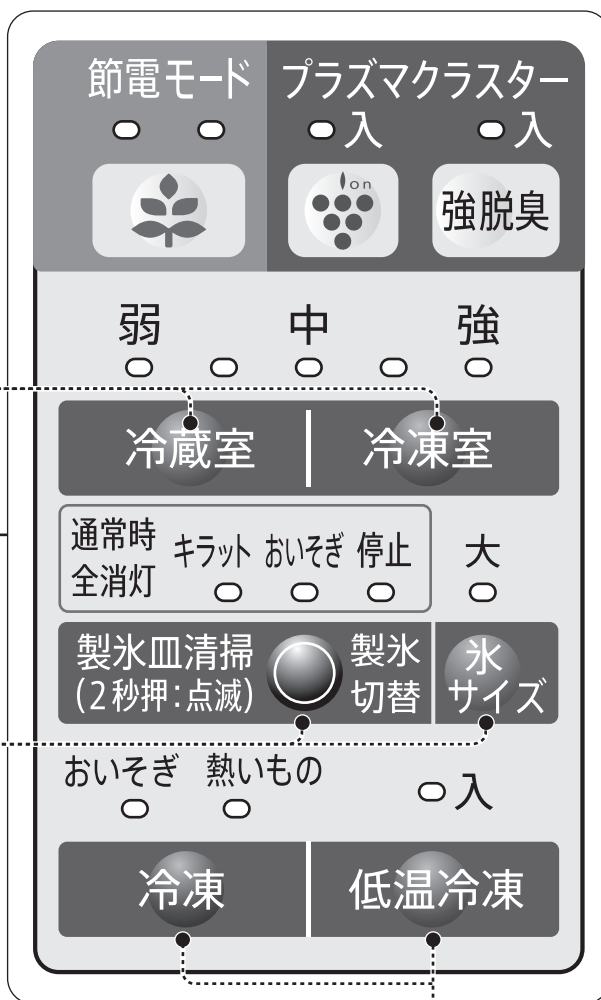 節電モード プラズマクラスター
入 入
ion
強脱臭
弱 中 強
冷蔵室 冷凍室
通常時
全消灯
キラット おいそぎ 停止 大
製氷皿清掃
(2秒押:点滅)
製氷
切替
氷
サイズ
おいそぎ 熱いもの 入
冷凍 低温冷凍